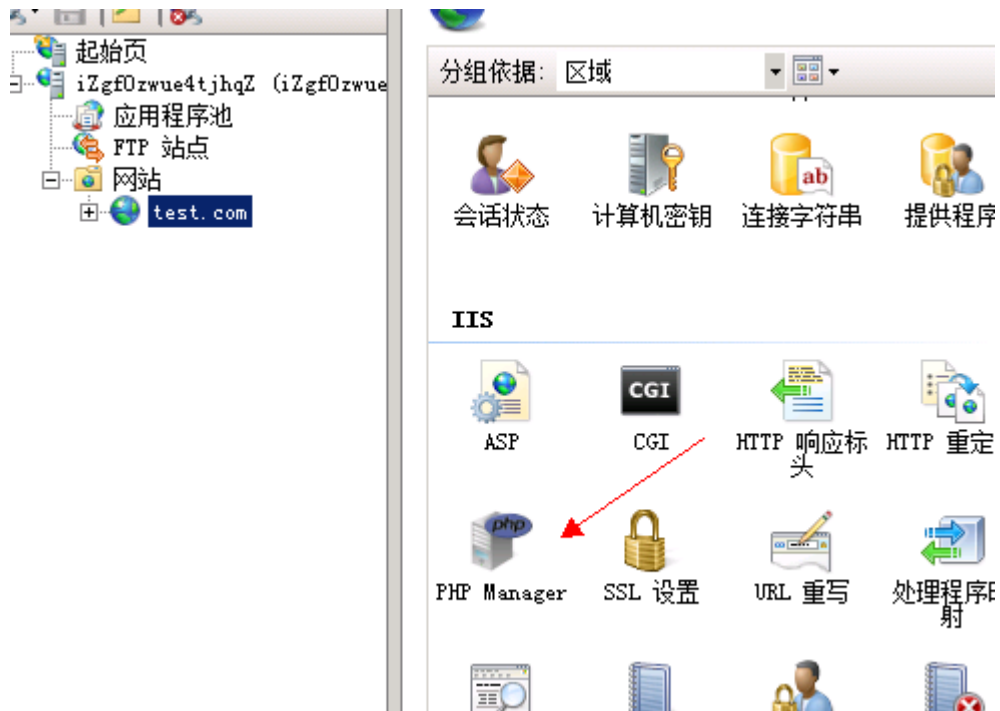 起始页
iZgfOzwue4tjhqZ (iZgfOzwue
应用程序池
FTP 站点
网站
test.com
分组依据: 区域
会话状态
计算机密钥
连接字符串
ab
提供程序
IIS
CGI
ASP
CGI
HTTP 响应标
头
HTTP 重定
php
PHP Manager
SSL 设置
URL 重写
处理程序
射